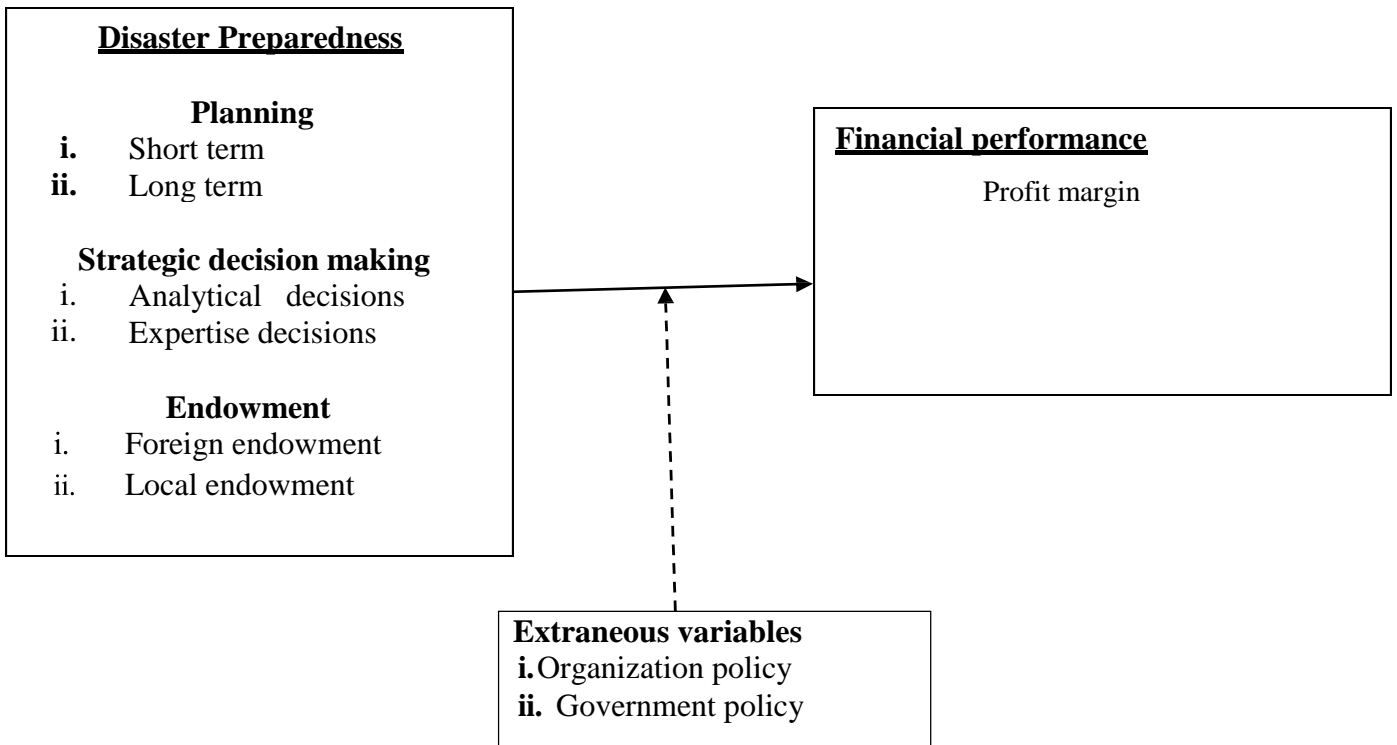 Disaster Preparedness
Planning
i. Short term
ii. Long term
Strategic decision making
i. Analytical decisions
ii. Expertise decisions
Endowment
i. Foreign endowment
ii. Local endowment
Financial performance
Profit margin
Extraneous variables
i.Organization policy
ii. Government policy